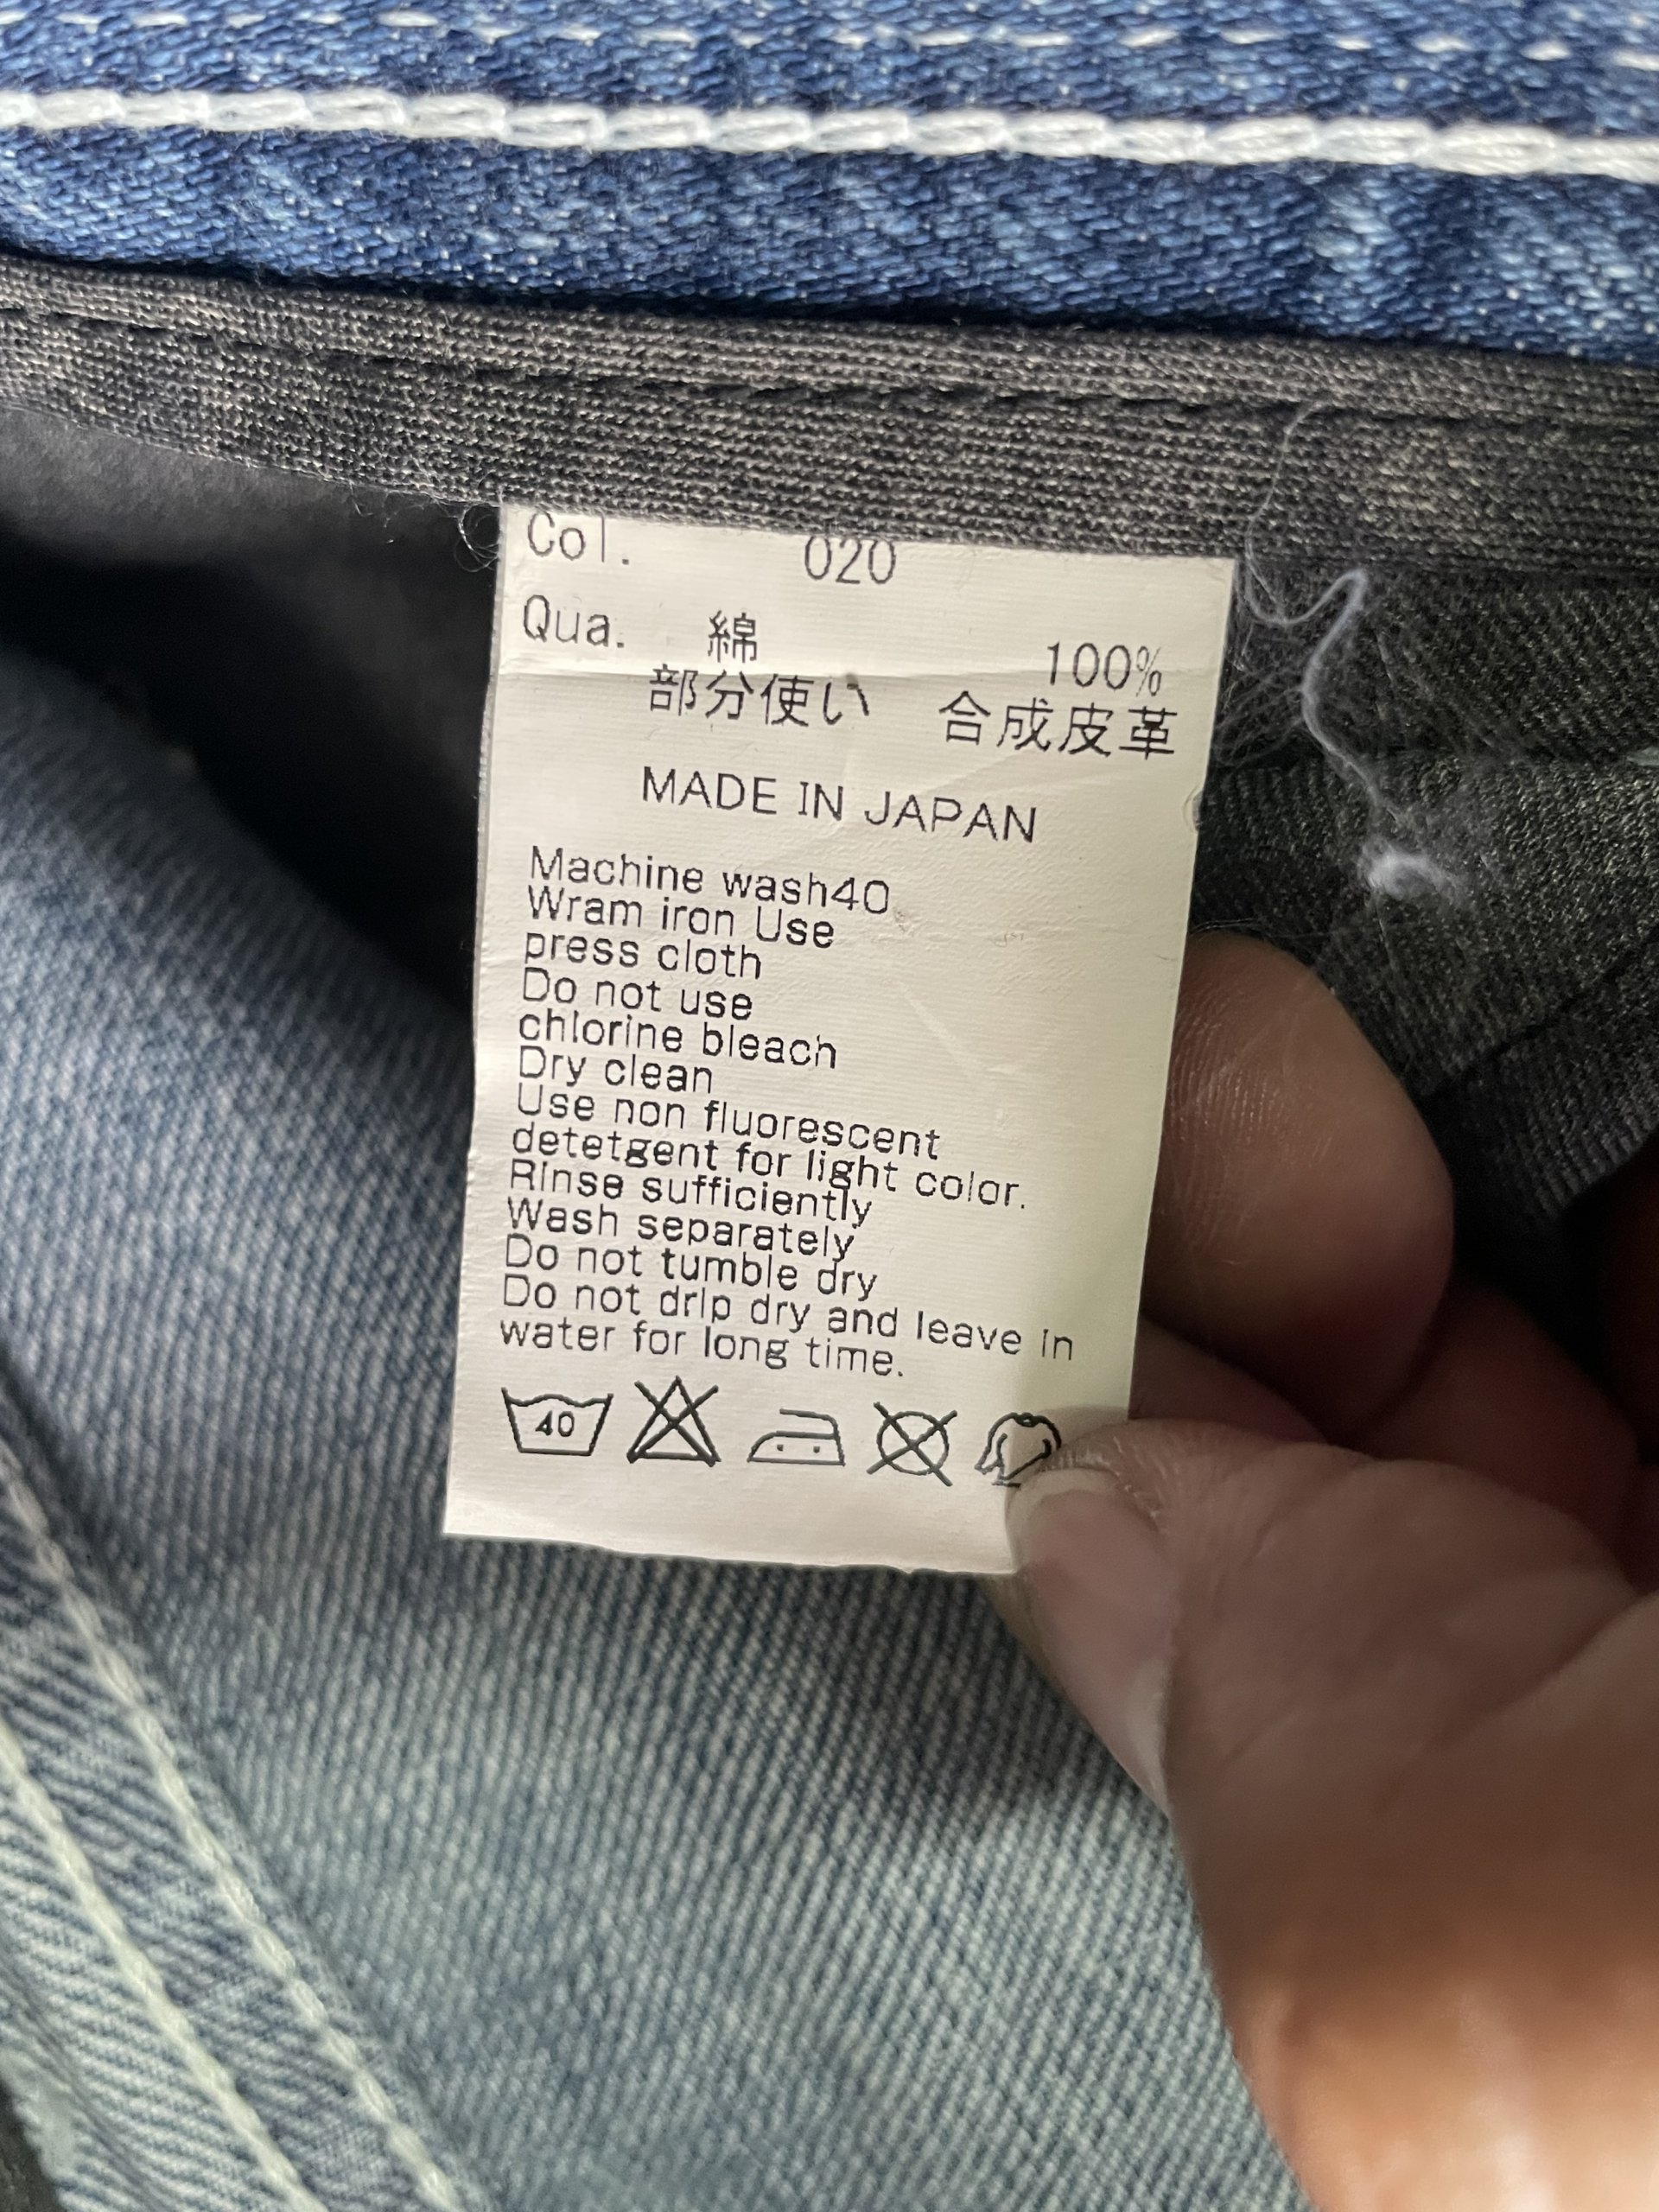 Col. 020
Qua. 綿 100%
部分使い 合成皮革
MADE IN JAPAN
Machine wash40
Wram iron Use
press cloth
Do not use
chlorine bleach
Dry clean
Use non fluorescent
detetgent for light color.
Rinse sufficiently
Wash separately
Do not tumble dry
Do not drip dry and leave in
water for long time.
40